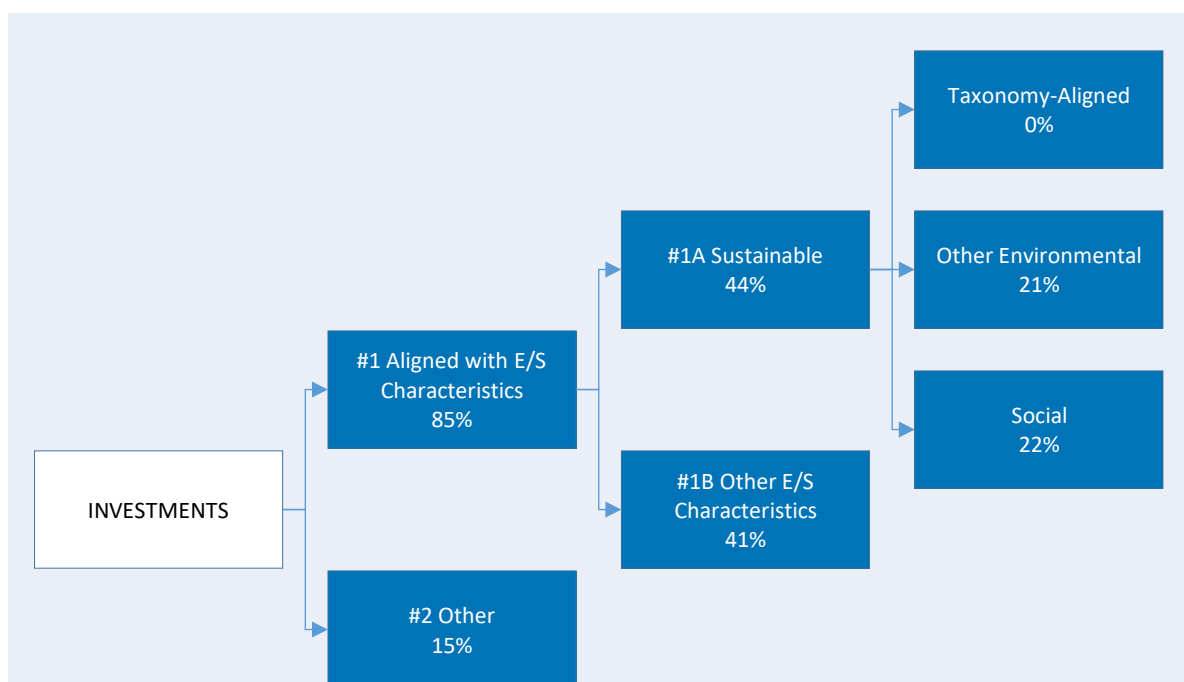 INVESTMENTS
#1 Aligned with E/S
Characteristics
85%
#2 Other
15%
#1A Sustainable
44%
#1B Other E/S
Characteristics
41%
Taxonomy-Aligned
0%
Other Environmental
21%
Social
22%